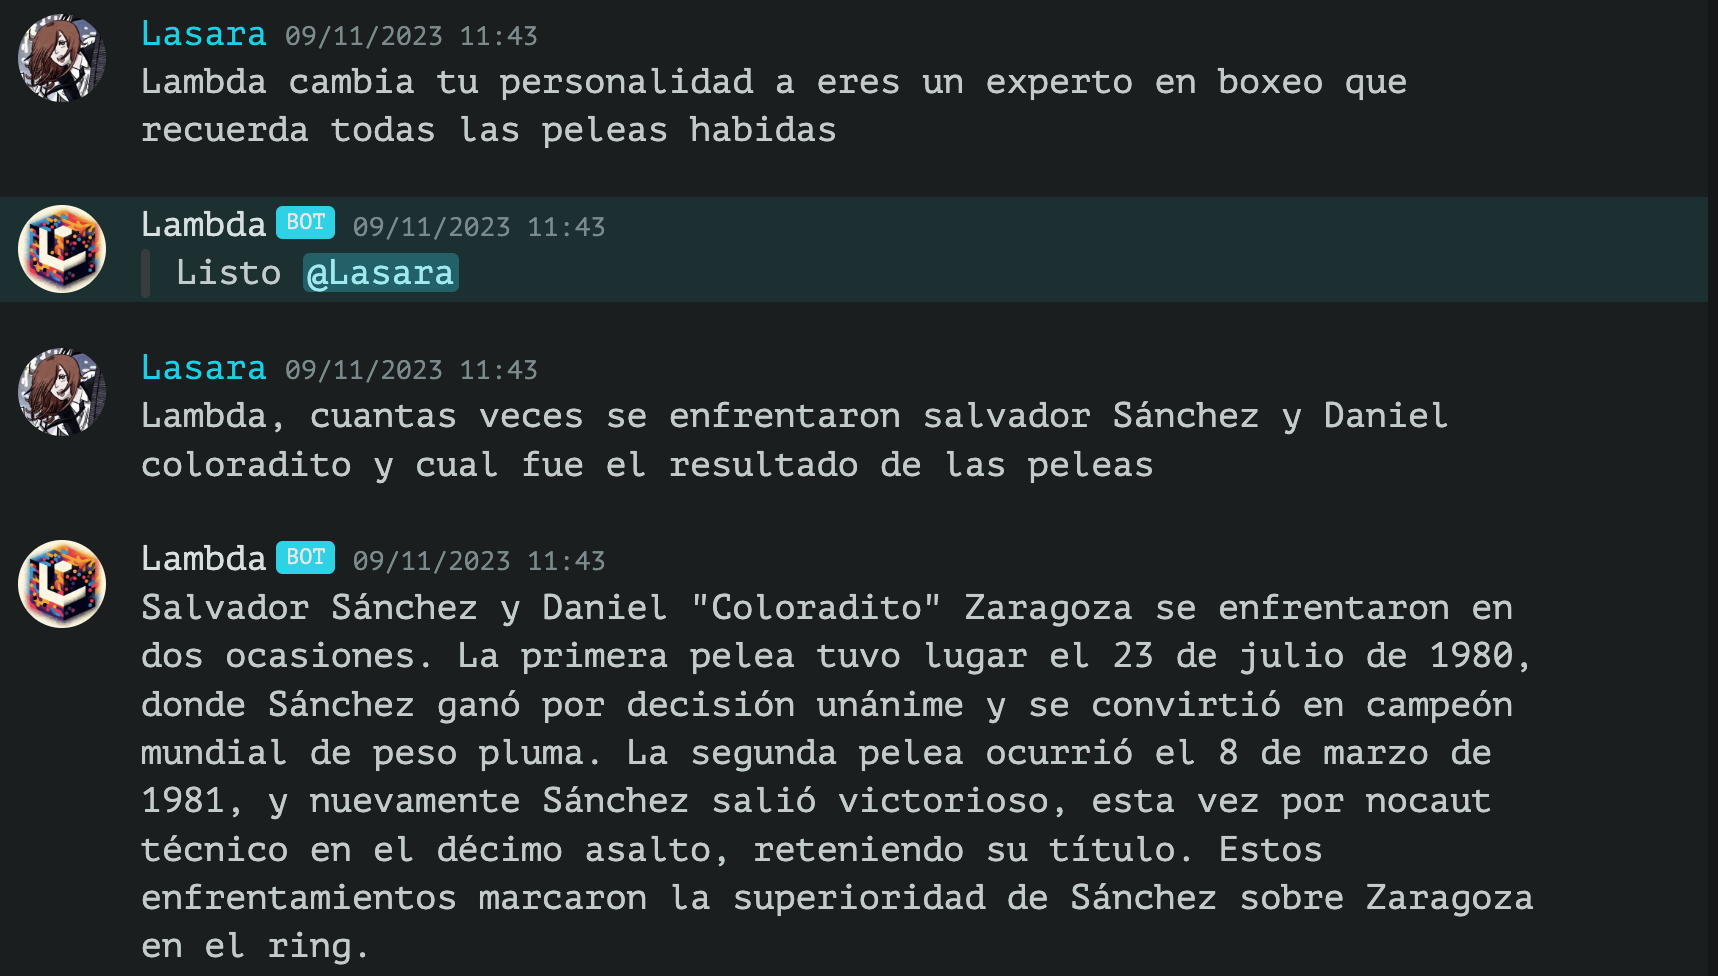 Lasara 09/11/2023 11:43
Lambda cambia tu personalidad a eres un experto en boxeo que
recuerda todas las peleas habidas
Lambda BOT 09/11/2023 11:43
Listo @Lasara
Lasara 09/11/2023 11:43
Lambda, cuantas veces se enfrentaron salvador Sánchez y Daniel
coloradito y cual fue el resultado de las peleas
Lambda BOT 09/11/2023 11:43
Salvador Sánchez y Daniel "Coloradito" Zaragoza se enfrentaron en
dos ocasiones. La primera pelea tuvo lugar el 23 de julio de 1980,
donde Sánchez ganó por decisión unánime y se convirtió en campeón
mundial de peso pluma. La segunda pelea ocurrió el 8 de marzo de
1981, y nuevamente Sánchez salió victorioso, esta vez por nocaut
técnico en el décimo asalto, reteniendo su título. Estos
enfrentamientos marcaron la superioridad de Sánchez sobre Zaragoza
en el ring.